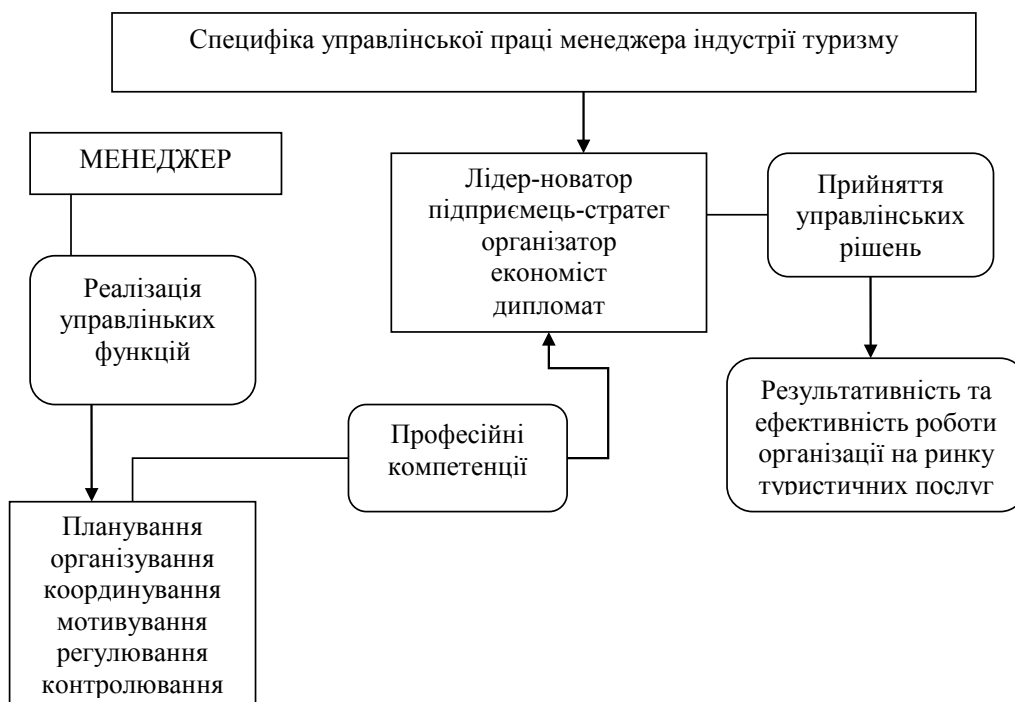 Специфіка управлінської праці менеджера індустрії туризму
МЕНЕДЖЕР
Лідер-новатор
підприємець-стратег
організатор
економіст
дипломат
Прийняття
управлінських
рішень
Реалізація
управліньких
функцій
Результативність та
ефективність роботи
організації на ринку
туристичних послуг
Професійні
компетенції
Планування
організування
координування
мотивування
регулювання
контролювання